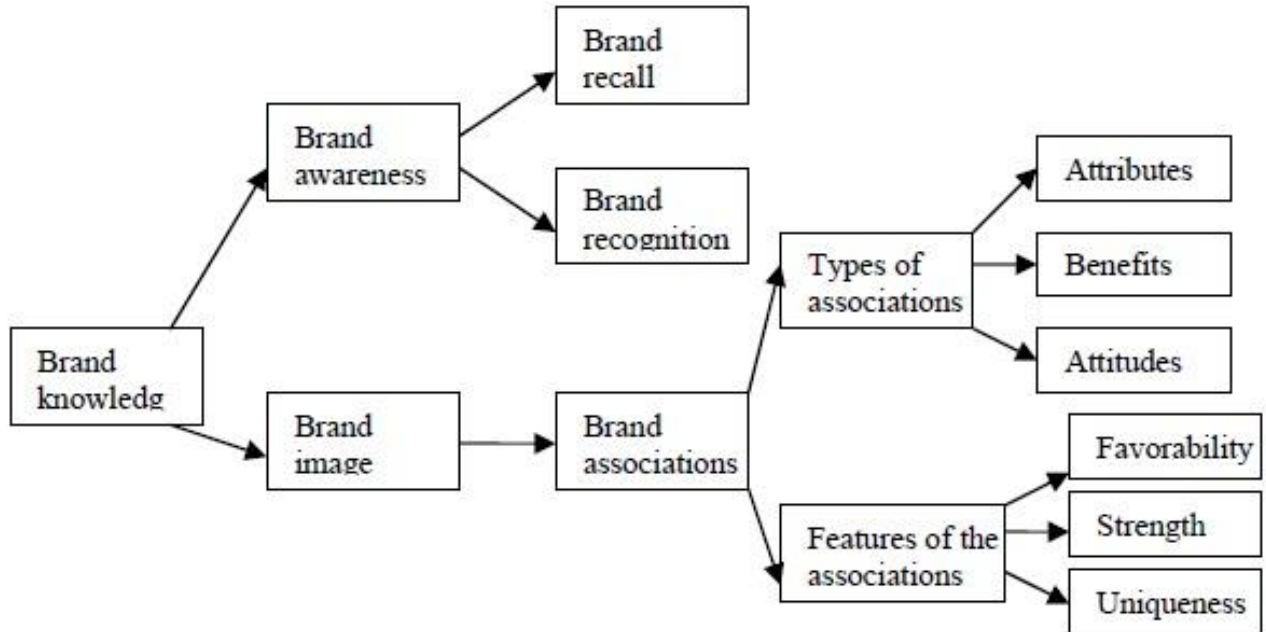 Brand
recall
Brand
awareness
Brand
recognition
Attributes
Types of
associations
Benefits
Attitudes
Brand
knowledg
Brand
image
Brand
associations
Favorability
Strength
Features of the
associations
Uniqueness